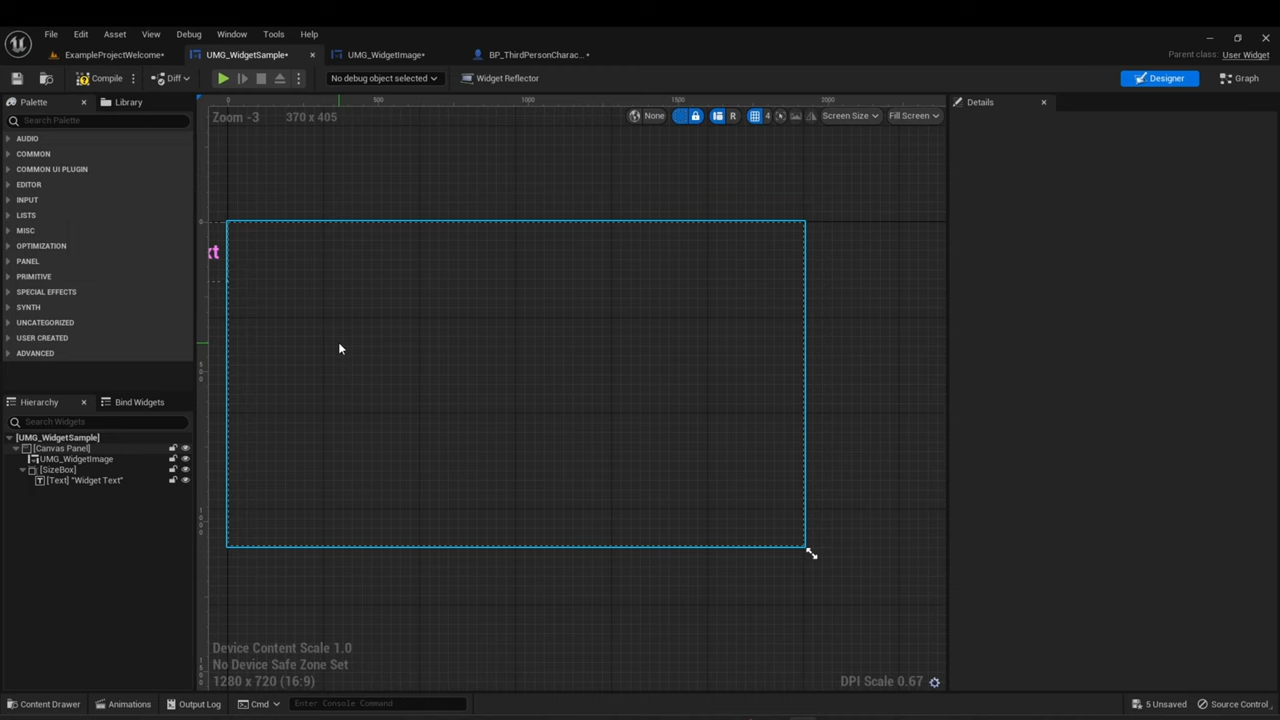 File Edit Asset View Debug Window Tools Help
ExampleProjectWelcome• UMG_WidgetSample• UMG_WidgetImage• BP_ThirdPersonCharac...• Parent class: User Widget
Compile Diff No debug object selected Widget Reflector Designer Graph
Palette Library Details
0 500 1000 1500 2000
Search Palette
Zoom -3 370 x 405 None R 4 Screen Size Fill Screen
AUDIO
COMMON
COMMON UI PLUGIN
EDITOR
INPUT
LISTS
MISC
OPTIMIZATION
PANEL
PRIMITIVE
SPECIAL EFFECTS
SYNTH
UNCATEGORIZED
USER CREATED
ADVANCED
0
xt
500
1000
Hierarchy Bind Widgets
Search Widgets
[UMG_WidgetSample]
[Canvas Panel]
UMG_WidgetImage
[SizeBox]
[Text] "Widget Text"
Device Content Scale 1.0
No Device Safe Zone Set
1280 x 720 (16:9) DPI Scale 0.67
Content Drawer Animations Output Log Cmd Enter Console Command 5 Unsaved Source Control